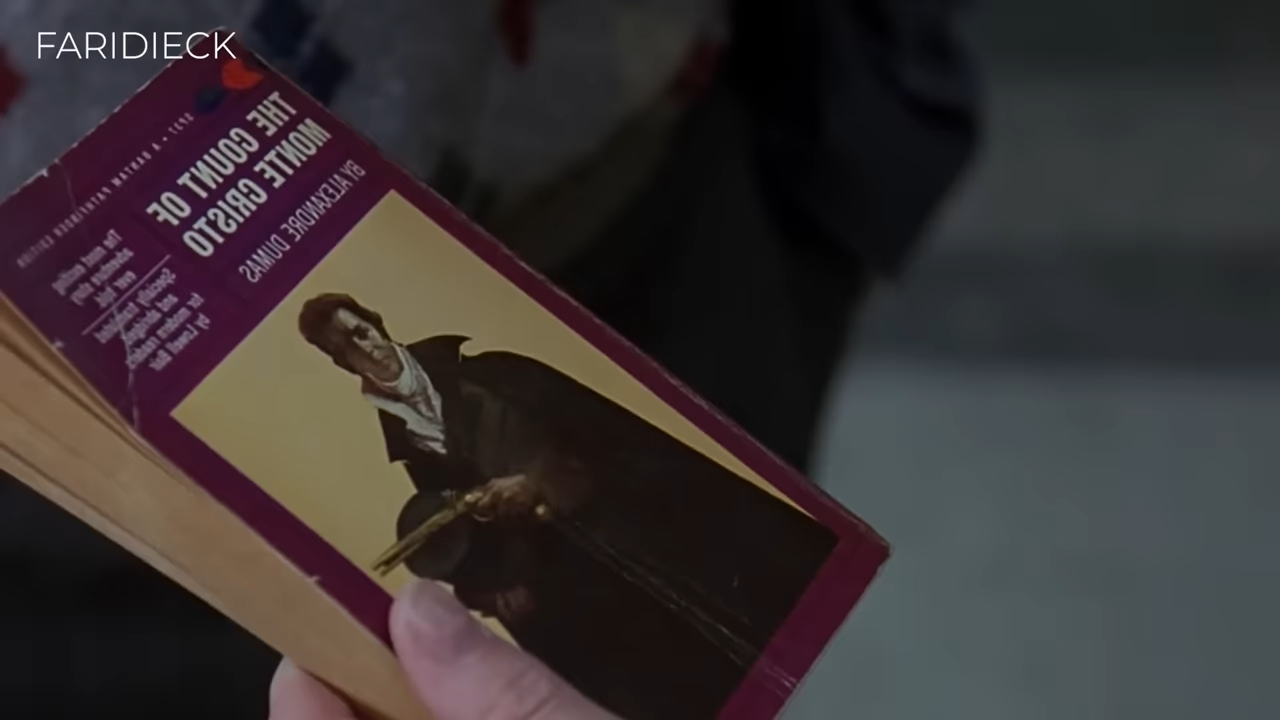 FARIDIECK
SP37 • A BANTAM PATHFINDER EDITION
THE COUNT OF
MONTE CRISTO
BY ALEXANDRE DUMAS
The most exciting
adventure story
ever told,
Specially
and abridged
for modern readers
by Lowell Bair